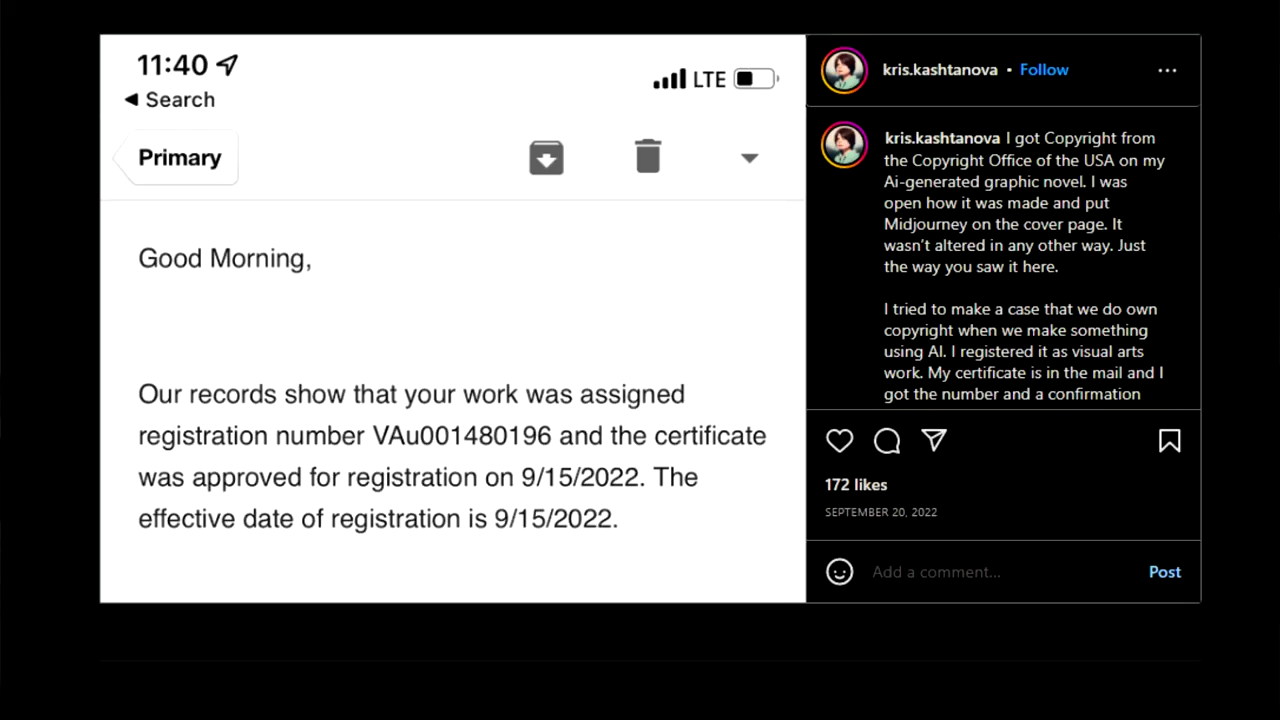 11:40
LTE
Search
Primary
Good Morning,
Our records show that your work was assigned
registration number VAu001480196 and the certificate
was approved for registration on 9/15/2022. The
effective date of registration is 9/15/2022.
kris.kashtanova • Follow
kris.kashtanova I got Copyright from
the Copyright Office of the USA on my
Ai-generated graphic novel. I was
open how it was made and put
Midjourney on the cover page. It
wasn't altered in any other way. Just
the way you saw it here.
I tried to make a case that we do own
copyright when we make something
using AI. I registered it as visual arts
work. My certificate is in the mail and I
got the number and a confirmation
172 likes
SEPTEMBER 20, 2022
Add a comment...
Post